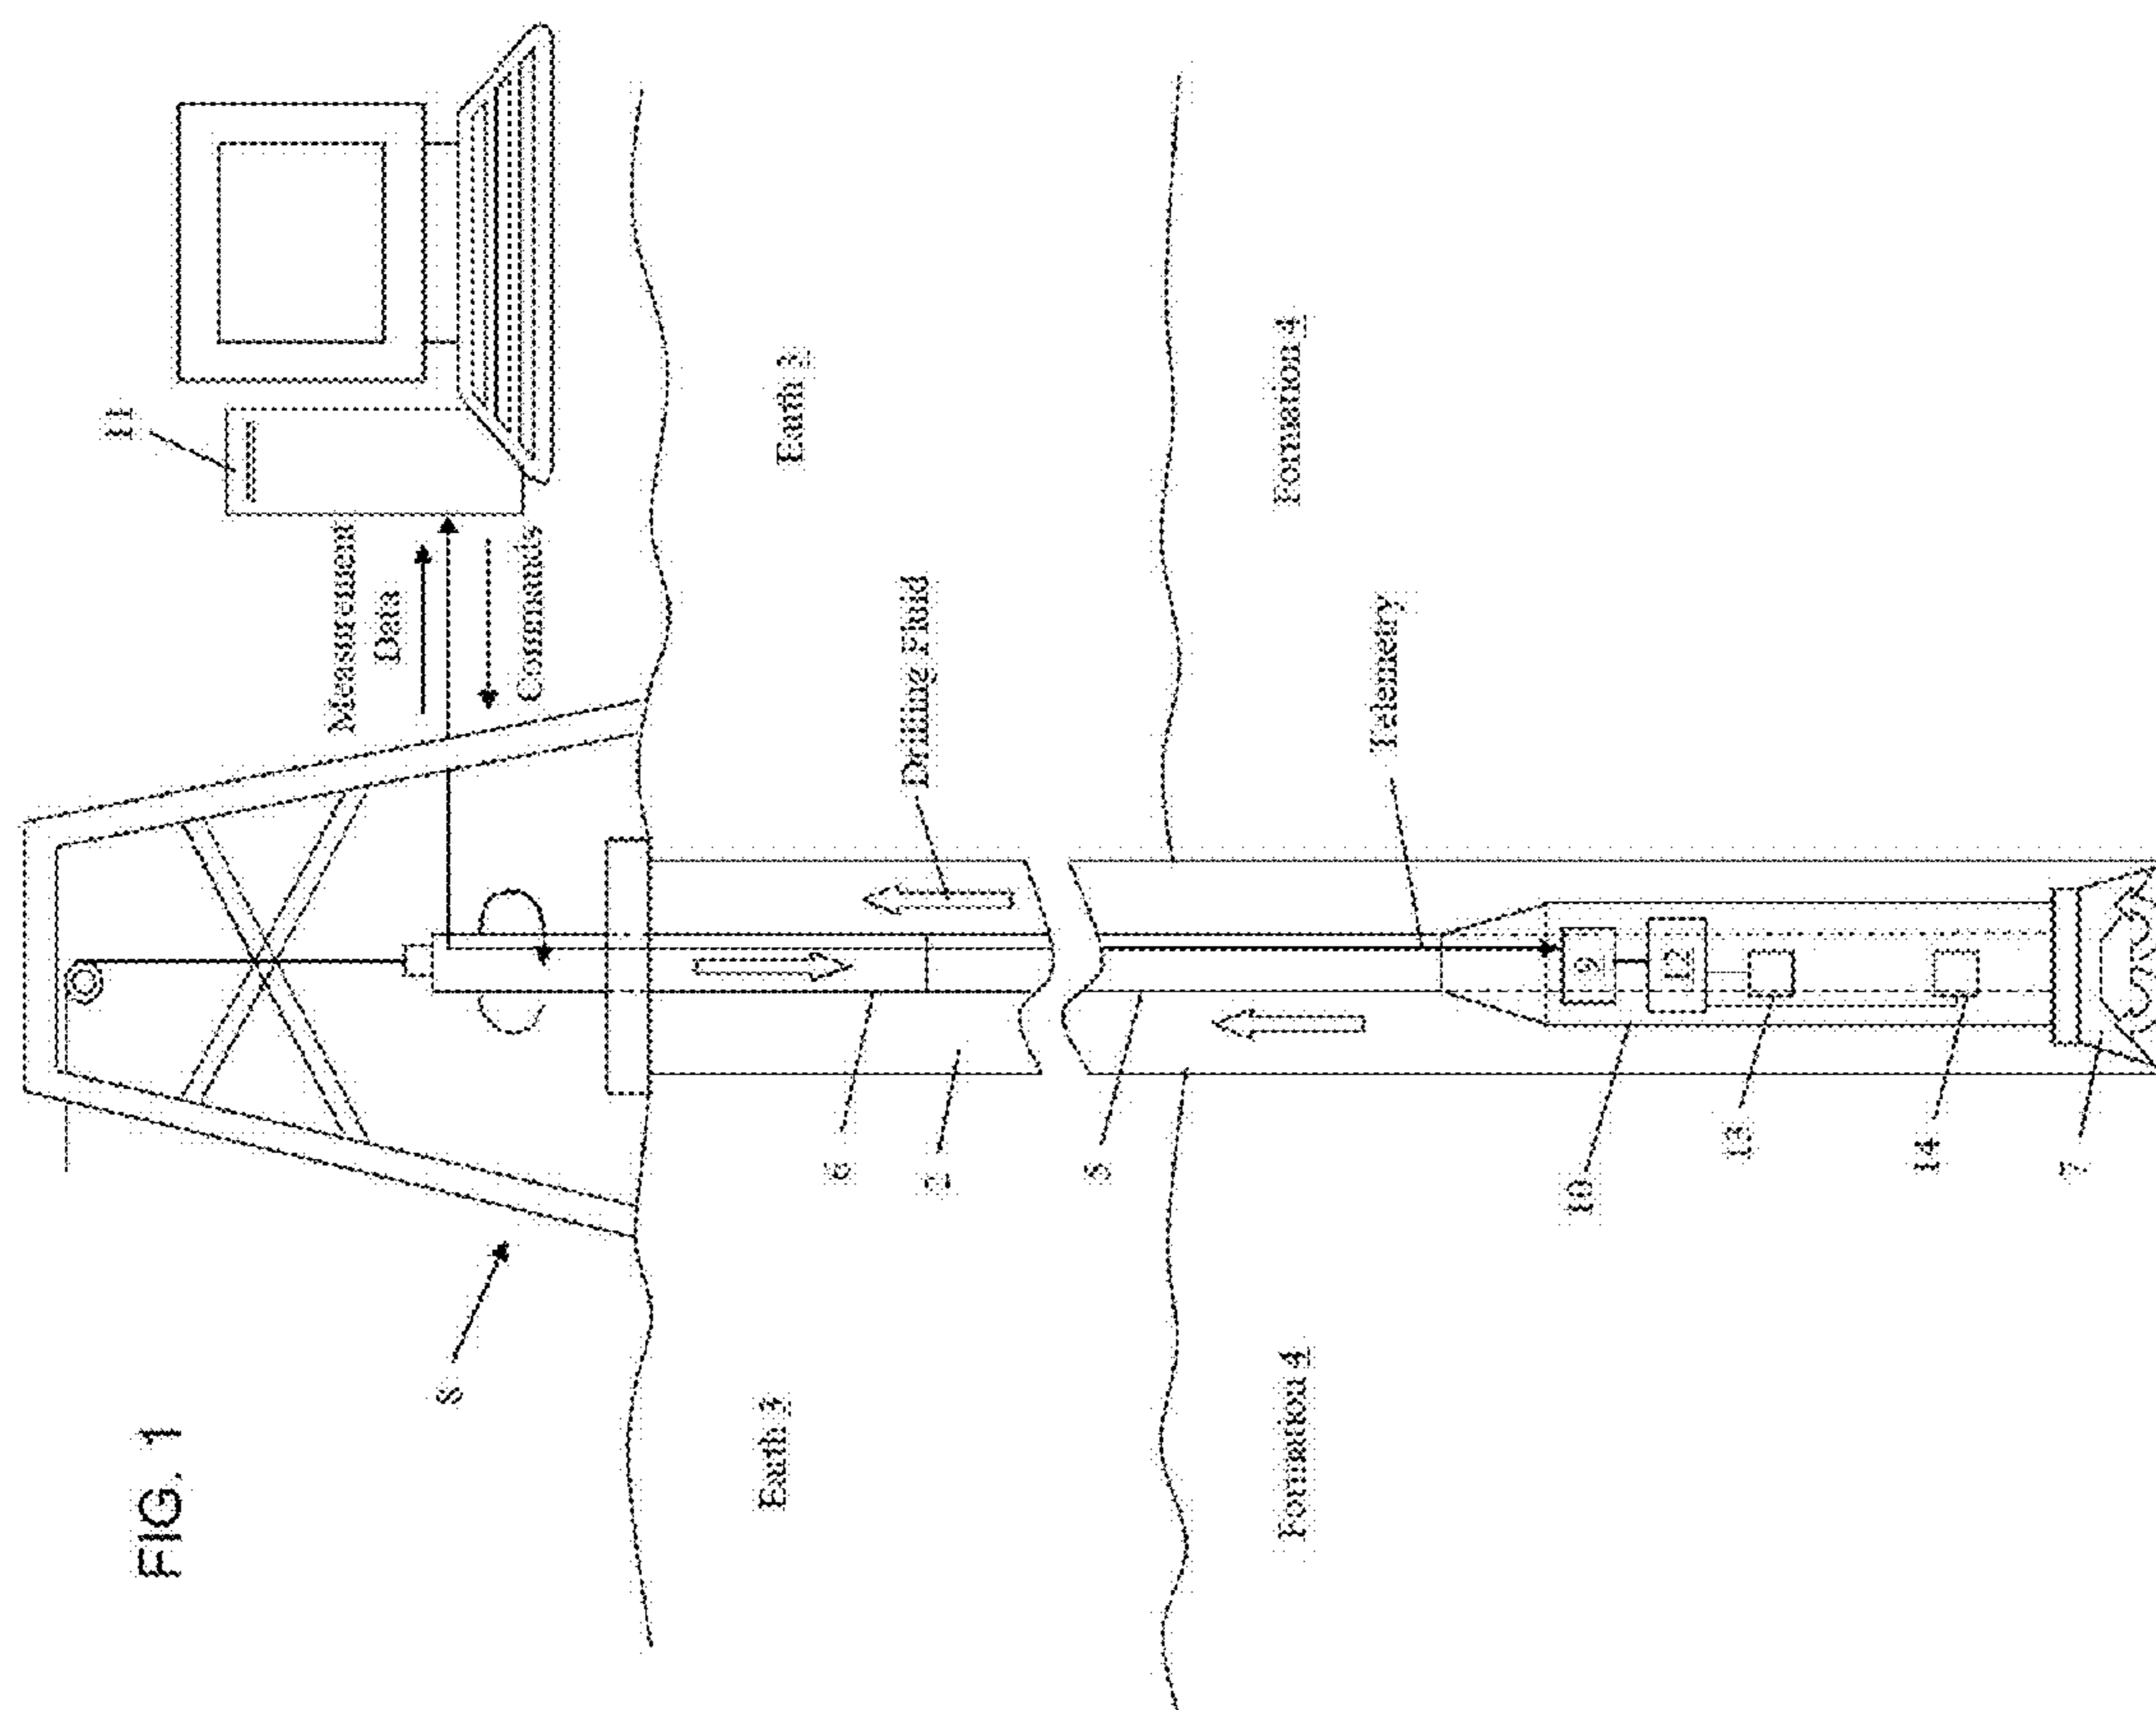 FIG. 1
11
Measurement
Data
8
Commands
Earth 3
Earth 3
6
Drilling Fluid
2
5
Formation 4
Formation 4
Telemetry
9
10
12
13
14
7